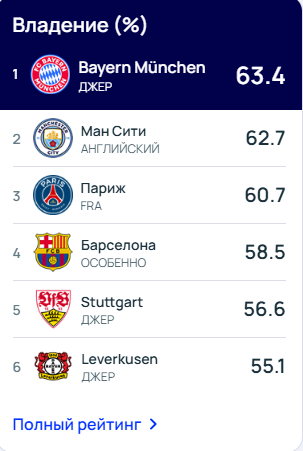 Владение (%)
1 Bayern München 63.4
ДЖЕР
2 Ман Сити 62.7
АНГЛИЙСКИЙ
3 Париж 60.7
FRA
4 Барселона 58.5
ОСОБЕННО
5 Stuttgart 56.6
ДЖЕР
6 Leverkusen 55.1
ДЖЕР
Полный рейтинг